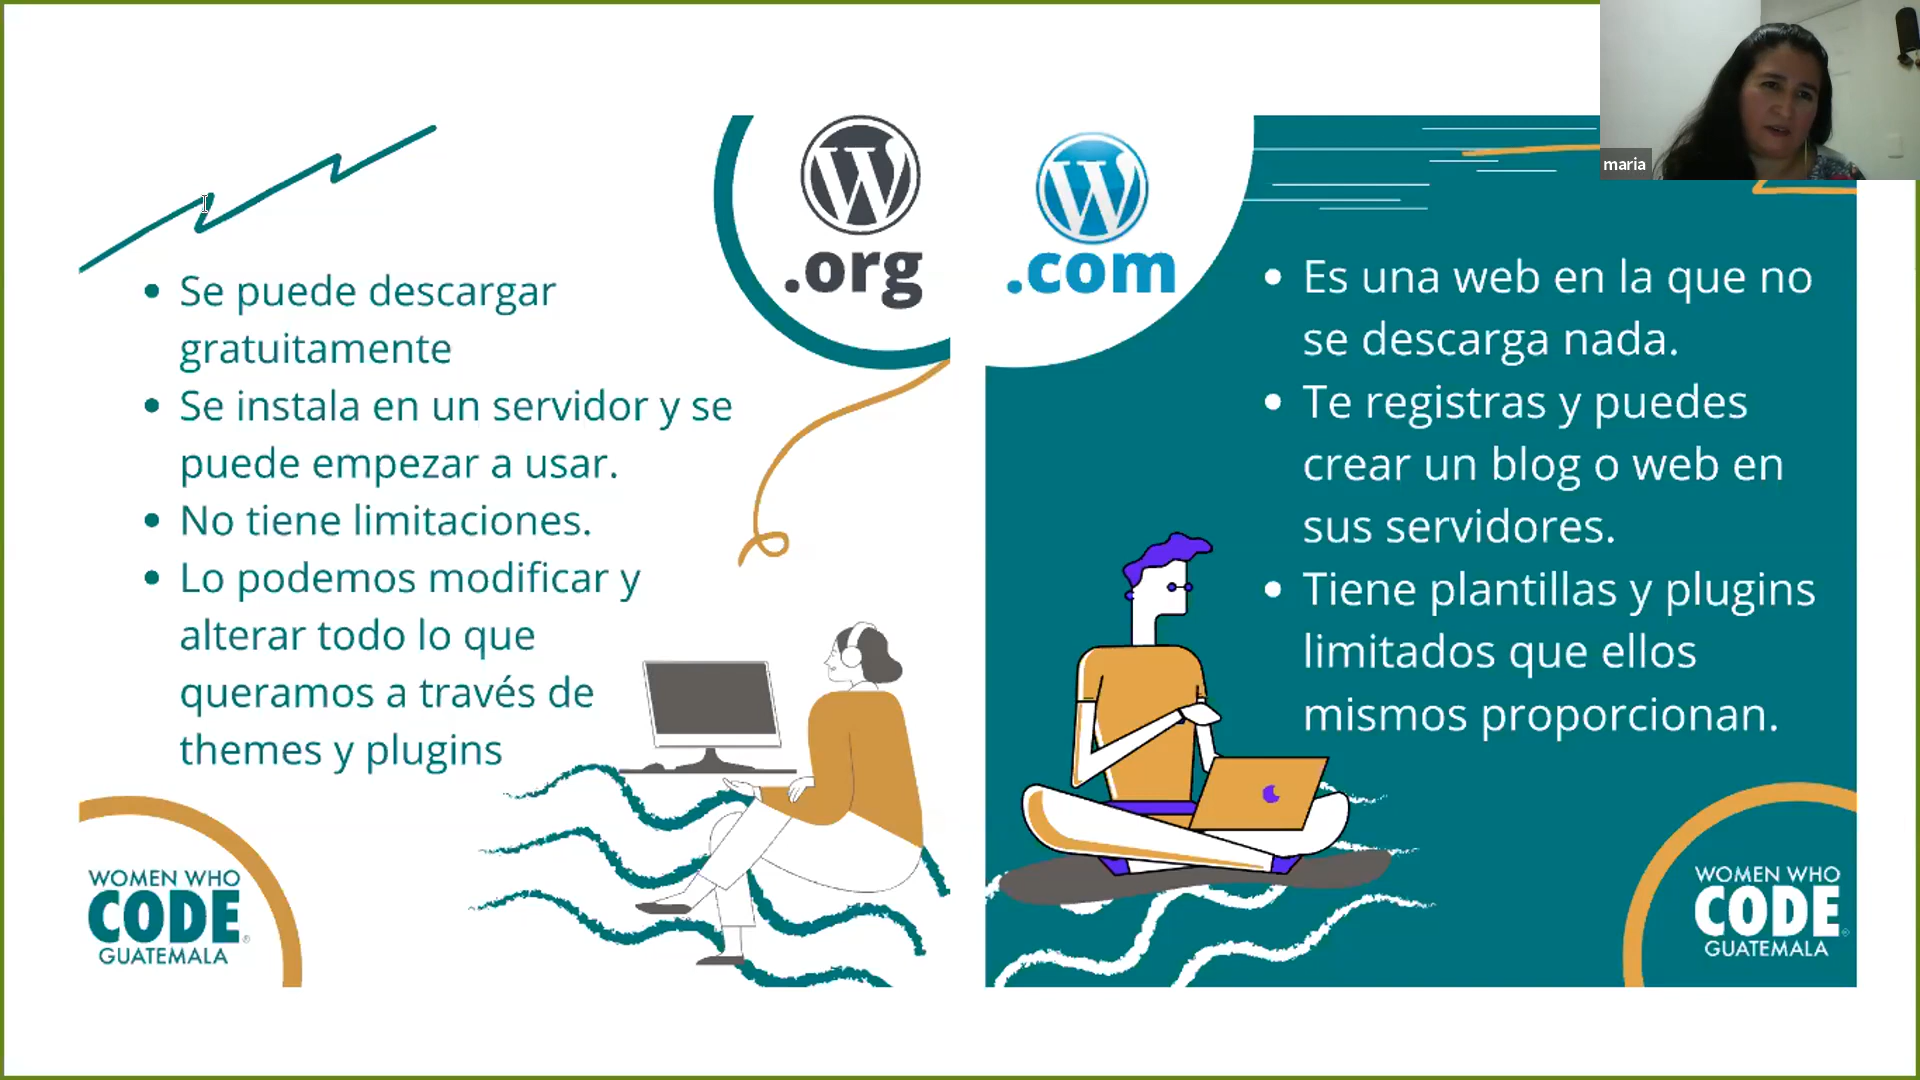 .org
Se puede descargar
gratuitamente
Se instala en un servidor y se
puede empezar a usar.
No tiene limitaciones.
Lo podemos modificar y
alterar todo lo que
queramos a través de
themes y plugins
WOMEN WHO
CODE
GUATEMALA
.com
Es una web en la que no
se descarga nada.
Te registras y puedes
crear un blog o web en
sus servidores.
Tiene plantillas y plugins
limitados que ellos
mismos proporcionan.
WOMEN WHO
CODE
GUATEMALA
maria